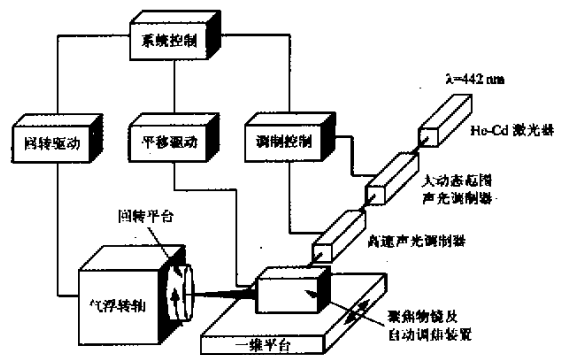 系统控制
λ=442 nm
回转驱动
平移驱动
调制控制
He-Cd 激光器
大动态范围
声光调制器
回转平台
高速声光调制器
气浮转轴
聚焦物镜及
自动调焦装置
一维平台